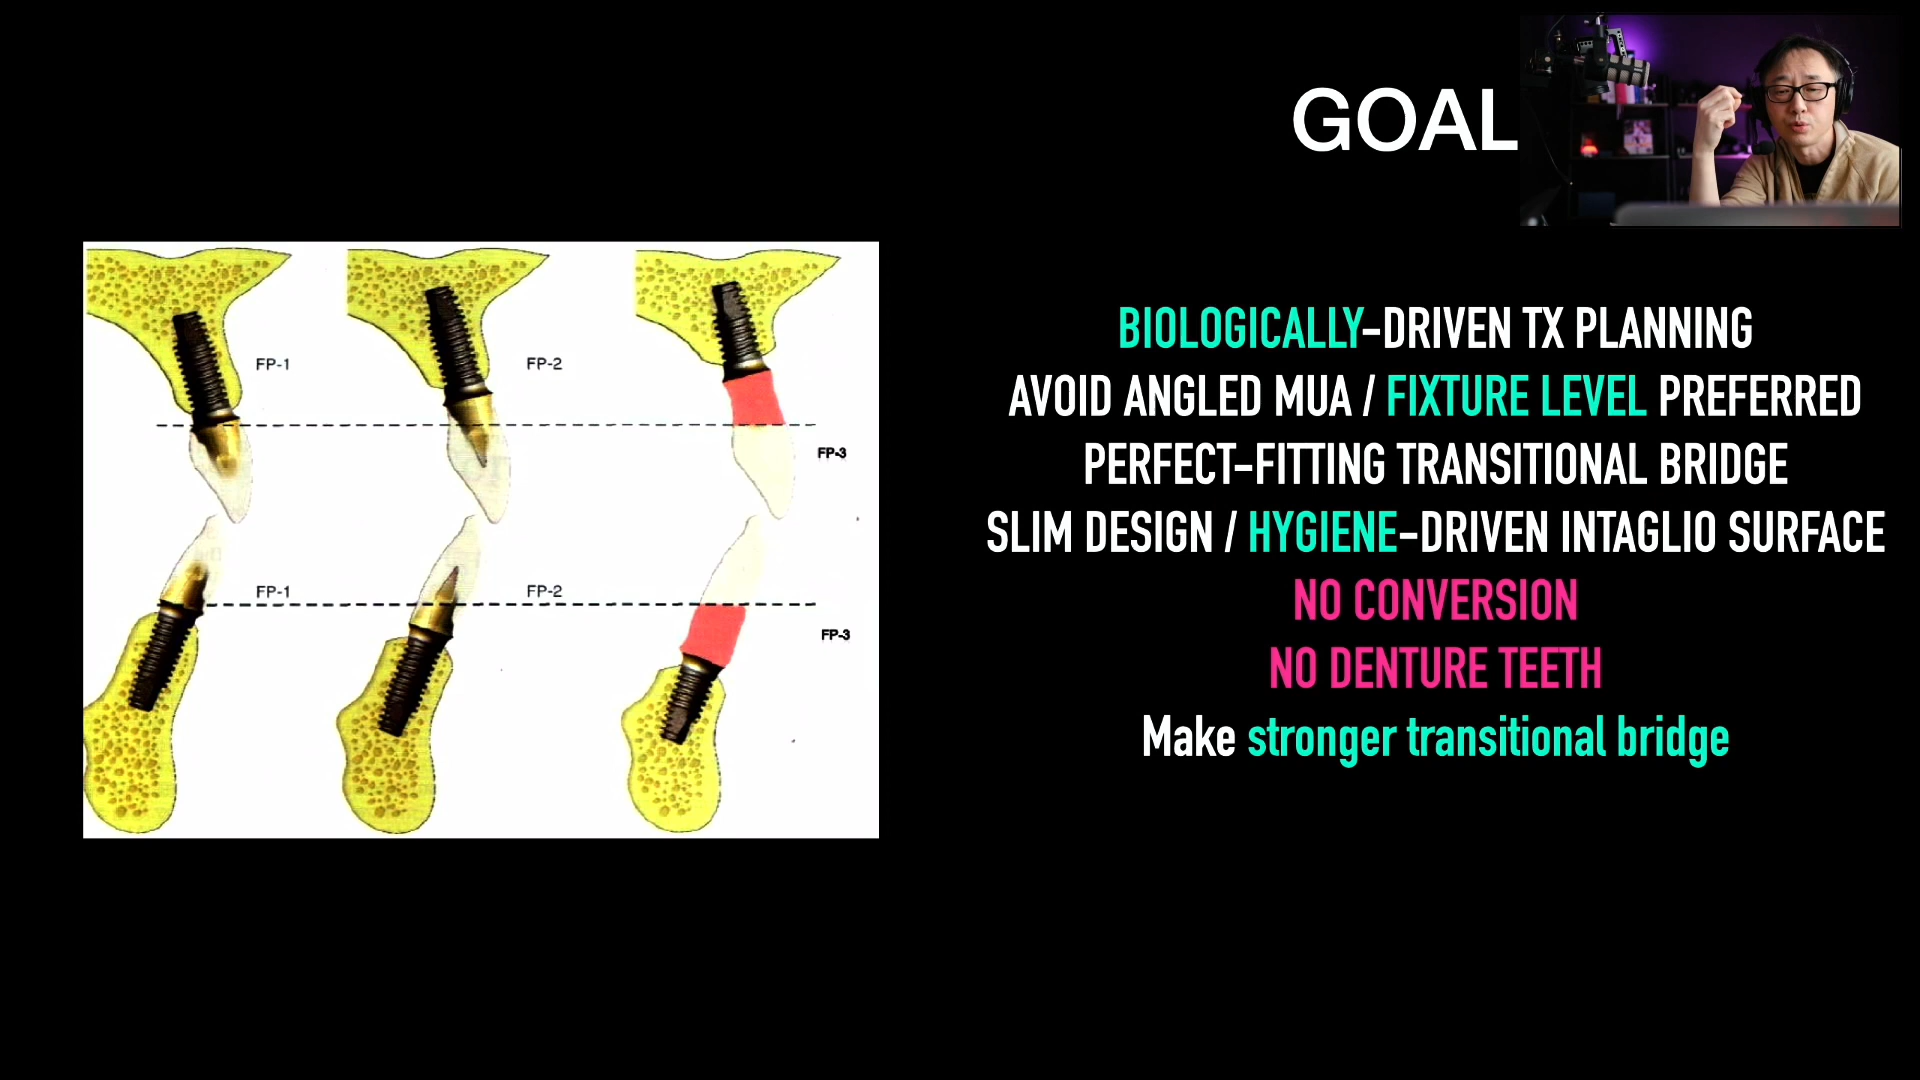 GOAL
FP-1
FP-2
FP-3
FP-1
FP-2
FP-3
BIOLOGICALLY-DRIVEN TX PLANNING
AVOID ANGLED MUA / FIXTURE LEVEL PREFERRED
PERFECT-FITTING TRANSITIONAL BRIDGE
SLIM DESIGN / HYGIENE-DRIVEN INTAGLIO SURFACE
NO CONVERSION
NO DENTURE TEETH
Make stronger transitional bridge